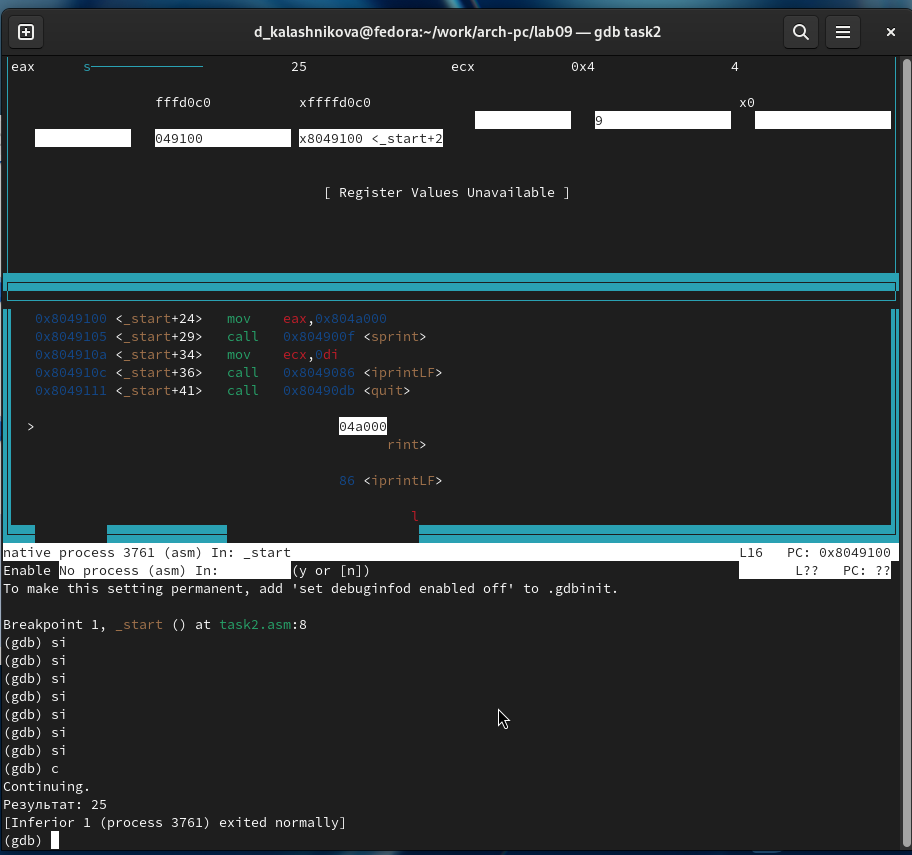 d_kalashnikova@fedora:~/work/arch-pc/lab09 — gdb task2
eax s 25 ecx 0x4 4
fffd0c0 xffffd0c0 x0
9
049100 x8049100 <_start+2
[ Register Values Unavailable ]
0x8049100 <_start+24> mov eax,0x804a000
0x8049105 <_start+29> call 0x804900f <sprint>
0x804910a <_start+34> mov ecx,0di
0x804910c <_start+36> call 0x8049086 <iprintLF>
0x8049111 <_start+41> call 0x80490db <quit>
> 04a000
rint>
86 <iprintLF>
l
native process 3761 (asm) In: _start L16 PC: 0x8049100
Enable No process (asm) In: (y or [n]) L?? PC: ??
To make this setting permanent, add 'set debuginfod enabled off' to .gdbinit.
Breakpoint 1, _start () at task2.asm:8
(gdb) si
(gdb) si
(gdb) si
(gdb) si
(gdb) si
(gdb) si
(gdb) si
(gdb) c
Continuing.
Результат: 25
[Inferior 1 (process 3761) exited normally]
(gdb)